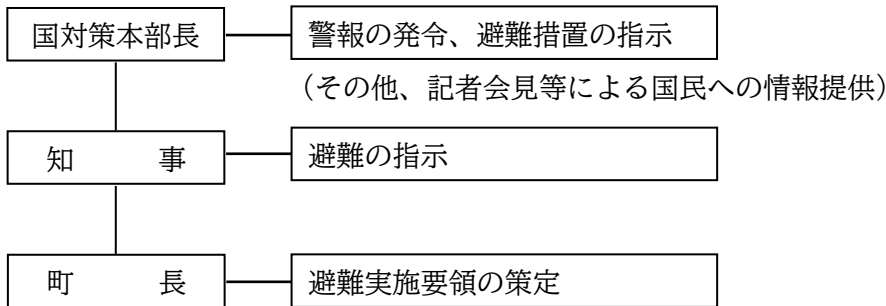 国対策本部長 警報の発令、避難措置の指示
（その他、記者会見等による国民への情報提供）
知 事 避難の指示
町 長 避難実施要領の策定